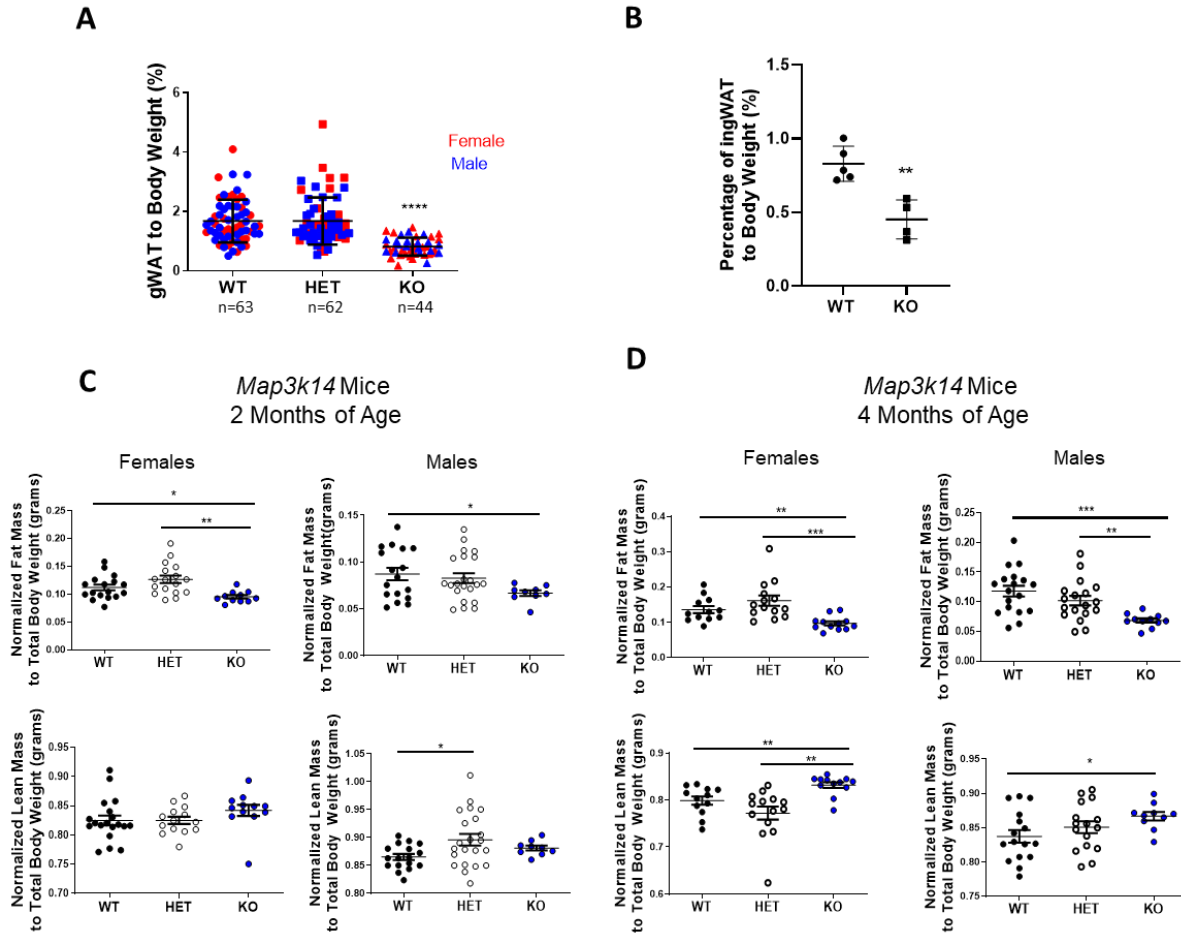 A
gWAT to Body Weight (%)
6
4
2
0
Female
Male
****
WT
HET
KO
n=63
n=62
n=44
B
Percentage of ingWAT
to Body Weight (%)
1.5
1.0
0.5
0.0
**
WT
KO
C
Map3k14 Mice
2 Months of Age
Females
Normalized Fat Mass
to Total Body Weight (grams)
0.25
0.20
0.15
0.10
0.05
0.00
*
**
WT
HET
KO
Males
Normalized Fat Mass
to Total Body Weight(grams)
0.15
0.10
0.05
0.00
*
WT
HET
KO
Normalized Lean Mass
to Total Body Weight (grams)
0.95
0.90
0.85
0.80
0.75
0.70
WT
HET
KO
Normalized Lean Mass
to Total Body Weight (grams)
1.05
1.00
0.95
0.90
0.85
0.80
*
WT
HET
KO
D
Map3k14 Mice
4 Months of Age
Females
Normalized Fat Mass
to Total Body Weight (grams)
0.4
0.3
0.2
0.1
0.0
**
***
WT
HET
KO
Males
Normalized Fat Mass
to Total Body Weight (grams)
0.25
0.20
0.15
0.10
0.05
0.00
***
**
WT
HET
KO
Normalized Lean Mass
to Total Body Weight (grams)
0.9
0.8
0.7
0.6
**
**
WT
HET
KO
Normalized Lean Mass
to Total Body Weight (grams)
0.95
0.90
0.85
0.80
0.75
*
WT
HET
KO